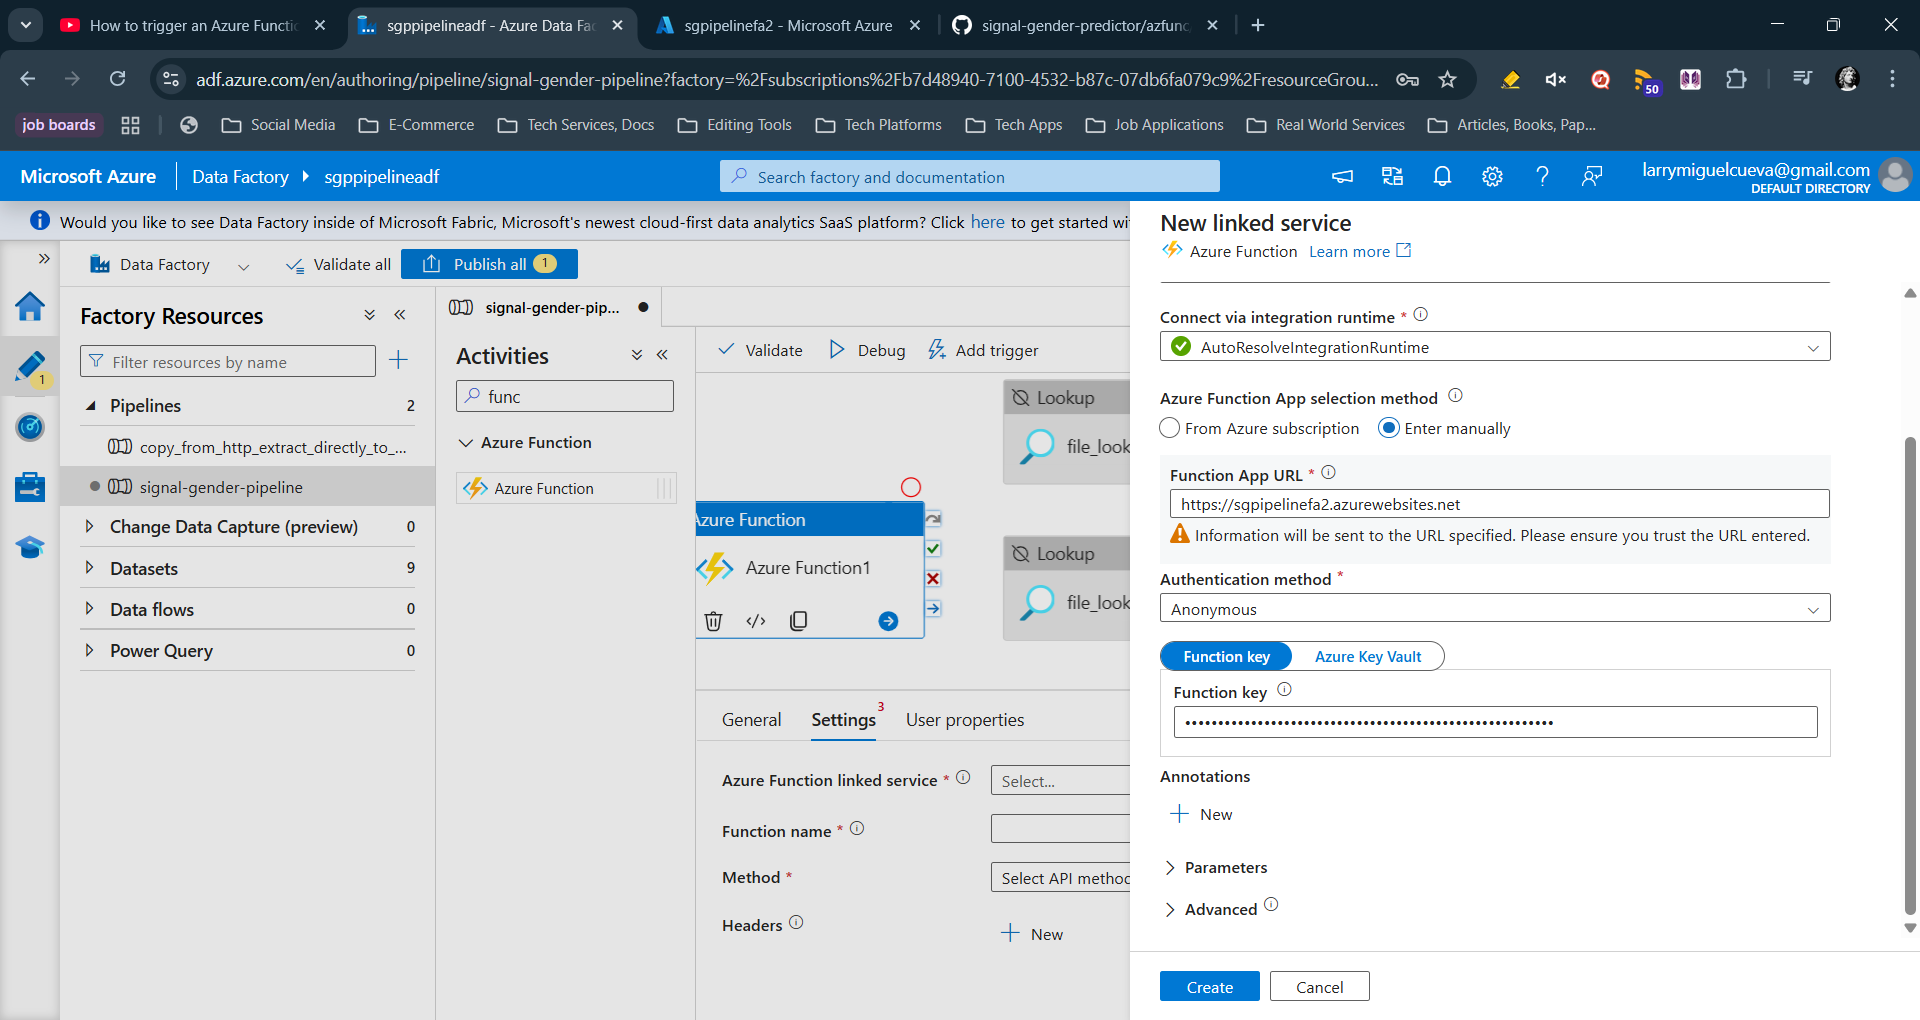 How to trigger an Azure Functio
sgppipelineadf - Azure Data Fac
sgpipelinefa2 - Microsoft Azure
signal-gender-predictor/azfunc
adf.azure.com/en/authoring/pipeline/signal-gender-pipeline?factory=%2Fsubscriptions%2Fb7d48940-7100-4532-b87c-07db6fa079c9%2FresourceGrou...
50
job boards
Social Media
E-Commerce
Tech Services, Docs
Editing Tools
Tech Platforms
Tech Apps
Job Applications
Real World Services
Articles, Books, Pap...
Microsoft Azure
Data Factory
sgppipelineadf
Search factory and documentation
larrymiguelcueva@gmail.com
DEFAULT DIRECTORY
Would you like to see Data Factory inside of Microsoft Fabric, Microsoft's newest cloud-first data analytics SaaS platform? Click here to get started wi
Data Factory
Validate all
Publish all 1
1
Factory Resources
Filter resources by name
Pipelines 2
copy_from_http_extract_directly_to_...
signal-gender-pipeline
Change Data Capture (preview) 0
Datasets 9
Data flows 0
Power Query 0
signal-gender-pip...
Activities
func
Azure Function
Azure Function
Validate
Debug
Add trigger
Lookup
file_look
Azure Function
Azure Function1
Lookup
file_look
General
Settings 3
User properties
Azure Function linked service *
Select...
Function name *
Method *
Select API method
Headers
New
New linked service
Azure Function Learn more
Connect via integration runtime *
AutoResolveIntegrationRuntime
Azure Function App selection method
From Azure subscription
Enter manually
Function App URL *
https://sgpipelinefa2.azurewebsites.net
Information will be sent to the URL specified. Please ensure you trust the URL entered.
Authentication method *
Anonymous
Function key
Azure Key Vault
Function key
Annotations
New
Parameters
Advanced
Create
Cancel